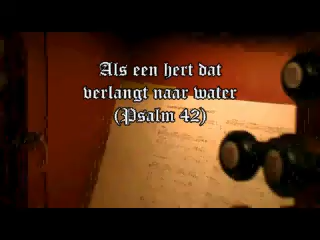 Als een hert dat
verlangt naar water
(Psalm 42)